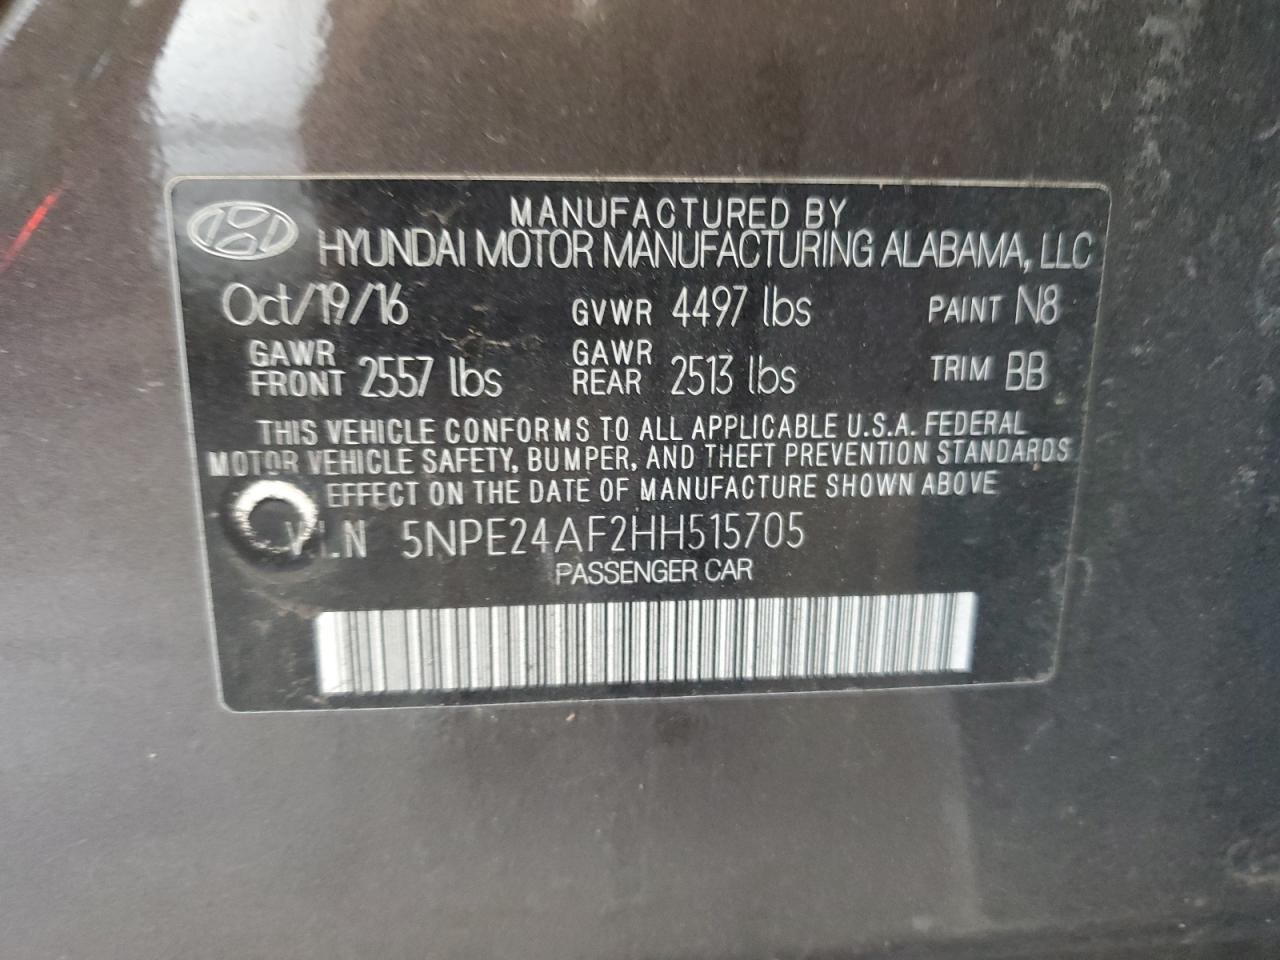 MANUFACTURED BY
HYUNDAI MOTOR MANUFACTURING ALABAMA, LLC
Oct/19/16 GVWR 4497 lbs PAINT N8
GAWR FRONT 2557 lbs GAWR REAR 2513 lbs TRIM BB
THIS VEHICLE CONFORMS TO ALL APPLICABLE U.S.A. FEDERAL
MOTOR VEHICLE SAFETY, BUMPER, AND THEFT PREVENTION STANDARDS
EFFECT ON THE DATE OF MANUFACTURE SHOWN ABOVE
V.I.N 5NPE24AF2HH515705
PASSENGER CAR